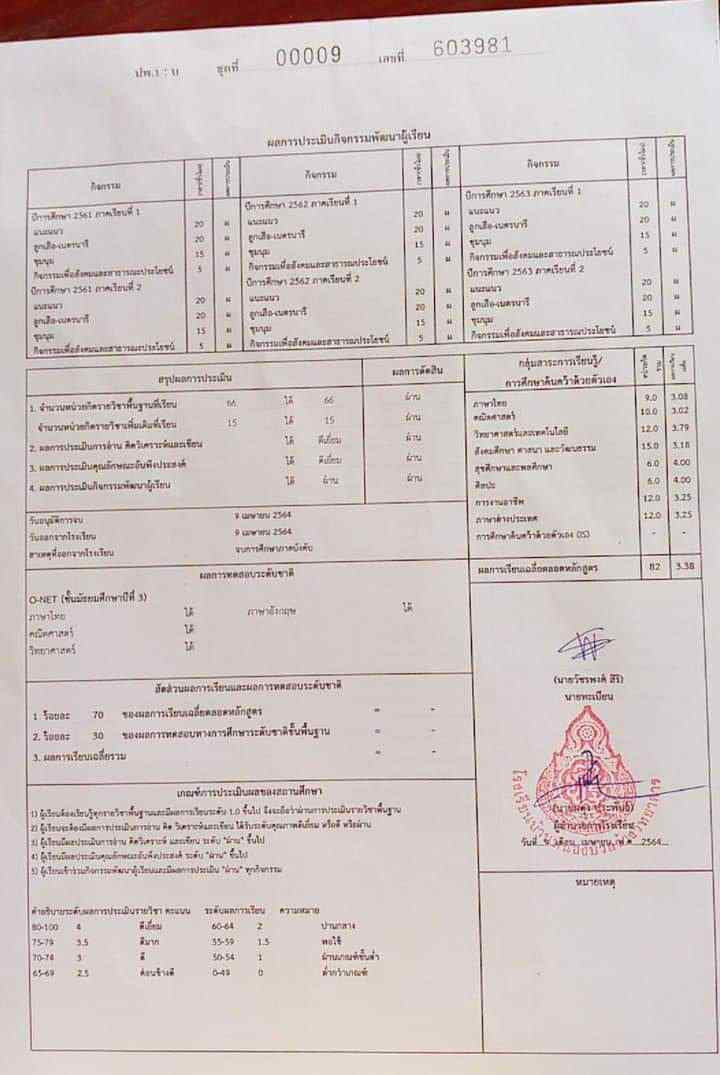 ปพ.1 : บ ชุดที่ 00009 เลขที่ 603981
ผลการประเมินกิจกรรมพัฒนาผู้เรียน
กิจกรรม เวลา(ชั่วโมง) ผลการประเมิน กิจกรรม เวลา(ชั่วโมง) ผลการประเมิน กิจกรรม เวลา(ชั่วโมง) ผลการประเมิน
ปีการศึกษา 2561 ภาคเรียนที่ 1
แนะแนว 20 ผ
ลูกเสือ-เนตรนารี 20 ผ
ชุมนุม 15 ผ
กิจกรรมเพื่อสังคมและสาธารณะประโยชน์ 5 ผ
ปีการศึกษา 2561 ภาคเรียนที่ 2
แนะแนว 20 ผ
ลูกเสือ-เนตรนารี 20 ผ
ชุมนุม 15 ผ
กิจกรรมเพื่อสังคมและสาธารณะประโยชน์ 5 ผ
ปีการศึกษา 2562 ภาคเรียนที่ 1
แนะแนว 20 ผ
ลูกเสือ-เนตรนารี 20 ผ
ชุมนุม 15 ผ
กิจกรรมเพื่อสังคมและสาธารณประโยชน์ 5 ผ
ปีการศึกษา 2562 ภาคเรียนที่ 2
แนะแนว 20 ผ
ลูกเสือ-เนตรนารี 20 ผ
ชุมนุม 15 ผ
กิจกรรมเพื่อสังคมและสาธารณประโยชน์ 5 ผ
ปีการศึกษา 2563 ภาคเรียนที่ 1
แนะแนว 20 ผ
ลูกเสือ-เนตรนารี 20 ผ
ชุมนุม 15 ผ
กิจกรรมเพื่อสังคมและสาธารณประโยชน์ 5 ผ
ปีการศึกษา 2563 ภาคเรียนที่ 2
แนะแนว 20 ผ
ลูกเสือ-เนตรนารี 20 ผ
ชุมนุม 15 ผ
กิจกรรมเพื่อสังคมและสาธารณประโยชน์ 5 ผ
สรุปผลการประเมิน ผลการตัดสิน
1. จำนวนหน่วยกิตรายวิชาพื้นฐานที่เรียน 66 ได้ 66 ผ่าน
จำนวนหน่วยกิตรายวิชาเพิ่มเติมที่เรียน 15 ได้ 15 ผ่าน
2. ผลการประเมินการอ่าน คิดวิเคราะห์และเขียน ได้ ดีเยี่ยม ผ่าน
3. ผลการประเมินคุณลักษณะอันพึงประสงค์ ได้ ดีเยี่ยม ผ่าน
4. ผลการประเมินกิจกรรมพัฒนาผู้เรียน ได้ ผ่าน ผ่าน
วันอนุมัติการจบ 9 เมษายน 2564
วันออกจากโรงเรียน 9 เมษายน 2564
สาเหตุที่ออกจากโรงเรียน จบการศึกษาภาคบังคับ
กลุ่มสาระการเรียนรู้/
การศึกษาค้นคว้าด้วยตัวเอง
ภาษาไทย 9.0 3.08
คณิตศาสตร์ 10.0 3.02
วิทยาศาสตร์และเทคโนโลยี 12.0 3.79
สังคมศึกษา ศาสนา และวัฒนธรรม 15.0 3.18
สุขศึกษาและพลศึกษา 6.0 4.00
ศิลปะ 6.0 4.00
การงานอาชีพ 12.0 3.25
ภาษาต่างประเทศ 12.0 3.25
การศึกษาค้นคว้าด้วยตัวเอง (IS) - -
ผลการเรียนเฉลี่ยตลอดหลักสูตร 82 3.38
ผลการทดสอบระดับชาติ
O-NET (ชั้นมัธยมศึกษาปีที่ 3)
ภาษาไทย ได้ ภาษาอังกฤษ ได้
คณิตศาสตร์ ได้
วิทยาศาสตร์ ได้
สัดส่วนผลการเรียนและผลการทดสอบระดับชาติ
1. ร้อยละ 70 ของผลการเรียนเฉลี่ยตลอดหลักสูตร = -
2. ร้อยละ 30 ของผลการทดสอบทางการศึกษาระดับชาติขั้นพื้นฐาน = -
3. ผลการเรียนเฉลี่ยรวม = -
(นายวัชรพงศ์ สิริ)
นายทะเบียน
ผู้อำนวยการโรงเรียน
วันที่ 9 เดือน เมษายน พ.ศ. 2564
หมายเหตุ
เกณฑ์การประเมินผลของสถานศึกษา
1) ผู้เรียนต้องเรียนรู้ทุกรายวิชาพื้นฐานและมีผลการเรียนระดับ 1.0 ขึ้นไป จึงจะถือว่าผ่านการประเมินรายวิชาพื้นฐาน
2) ผู้เรียนจะต้องมีผลการประเมินการอ่าน คิด วิเคราะห์และเขียน ได้ระดับคุณภาพดีเยี่ยม หรือดี หรือผ่าน
3) ผู้เรียนมีผลประเมินการอ่าน คิดวิเคราะห์ และเขียน ระดับ "ผ่าน" ขึ้นไป
4) ผู้เรียนมีผลประเมินคุณลักษณะอันพึงประสงค์ ระดับ "ผ่าน" ขึ้นไป
5) ผู้เรียนเข้าร่วมกิจกรรมพัฒนาผู้เรียนและมีผลการประเมิน "ผ่าน" ทุกกิจกรรม
คำอธิบายระดับผลการประเมินรายวิชา คะแนน ระดับผลการเรียน ความหมาย
80-100 4 ดีเยี่ยม 60-64 2 ปานกลาง
75-79 3.5 ดีมาก 55-59 1.5 พอใช้
70-74 3 ดี 50-54 1 ผ่านเกณฑ์ขั้นต่ำ
65-69 2.5 ค่อนข้างดี 0-49 0 ต่ำกว่าเกณฑ์